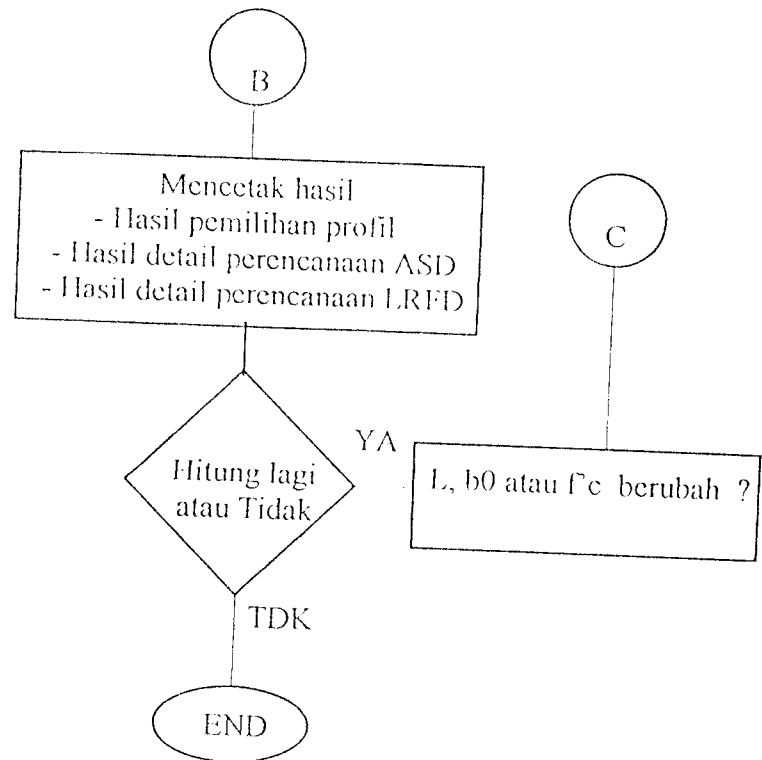 B
Mencetak hasil
- Hasil pemilihan profil
- Hasil detail perencanaan ASD
- Hasil detail perencanaan LRFD
C
YA
Hitung lagi
atau Tidak
L, b0 atau f'c berubah ?
TDK
END